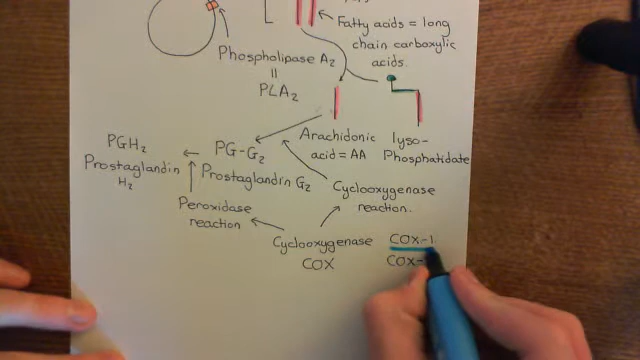 Fatty acids = long
chain carboxylic
acids.
Phospholipase A2
=
PLA2
Arachidonic
acid = AA
lyso-
Phosphatidate
PG-G2
Prostaglandin G2
PGH2
Prostaglandin
H2
Cyclooxygenase
reaction.
Peroxidase
reaction
Cyclooxygenase
COX
COX-1
COX-